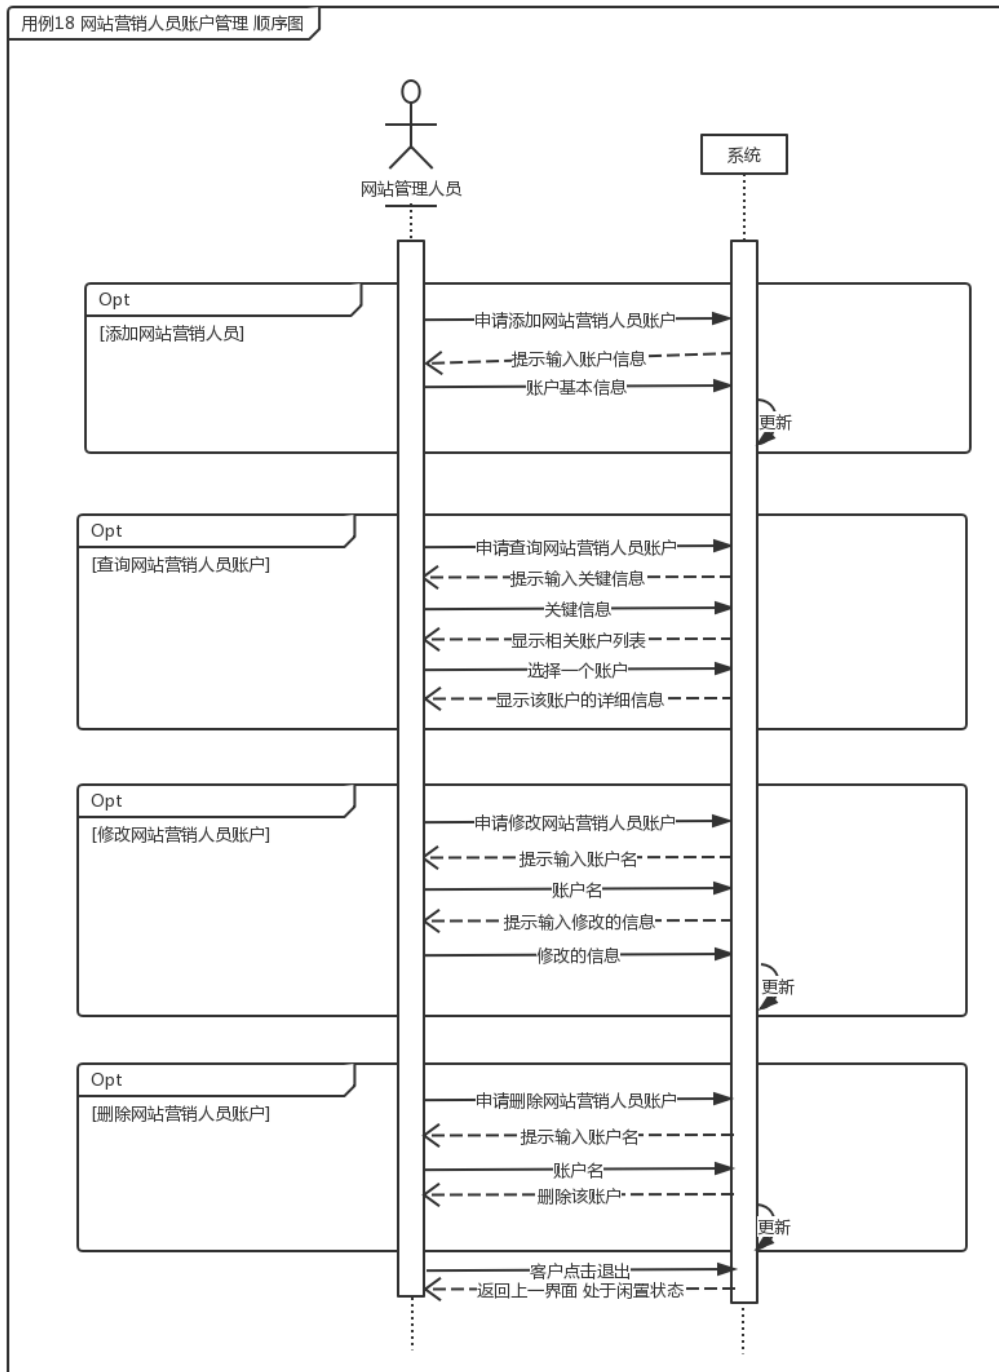 用例18 网站营销人员账户管理 顺序图
网站管理人员
系统
Opt
[添加网站营销人员]
申请添加网站营销人员账户
提示输入账户信息
账户基本信息
更新
Opt
[查询网站营销人员账户]
申请查询网站营销人员账户
提示输入关键信息
关键信息
显示相关账户列表
选择一个账户
显示该账户的详细信息
Opt
[修改网站营销人员账户]
申请修改网站营销人员账户
提示输入账户名
账户名
提示输入修改的信息
修改的信息
更新
Opt
[删除网站营销人员账户]
申请删除网站营销人员账户
提示输入账户名
账户名
删除该账户
更新
客户点击退出
返回上一界面 处于闲置状态